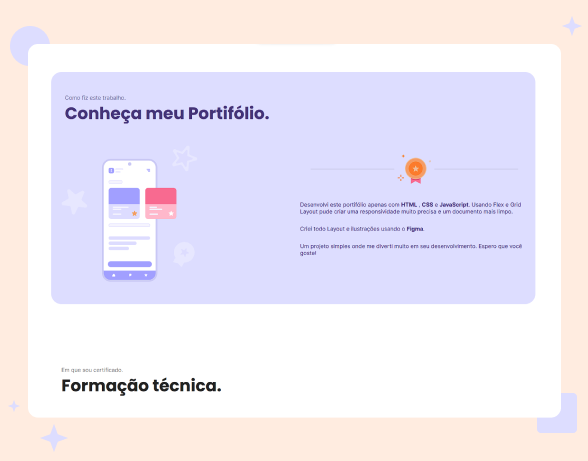 Como fiz este trabalho.
Conheça meu Portifólio.
Desenvolvi este portifólio apenas com HTML , CSS e JavaScript. Usando Flex e Grid
Layout pude criar uma responsividade muito precisa e um documento mais limpo.
Criei todo Layout e Ilustrações usando o Figma.
Um projeto simples onde me diverti muito em seu desenvolvimento. Espero que você
goste!
Em que sou certificado.
Formação técnica.